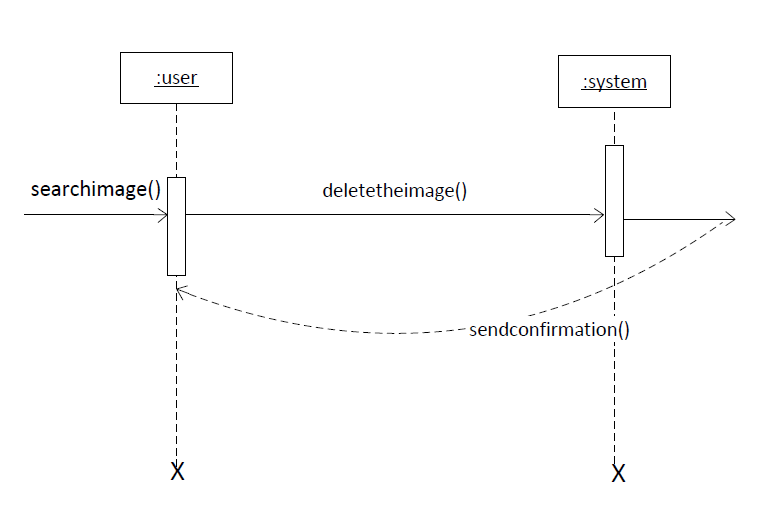 :user
:system
searchimage()
deletetheimage()
sendconfirmation()
X
X